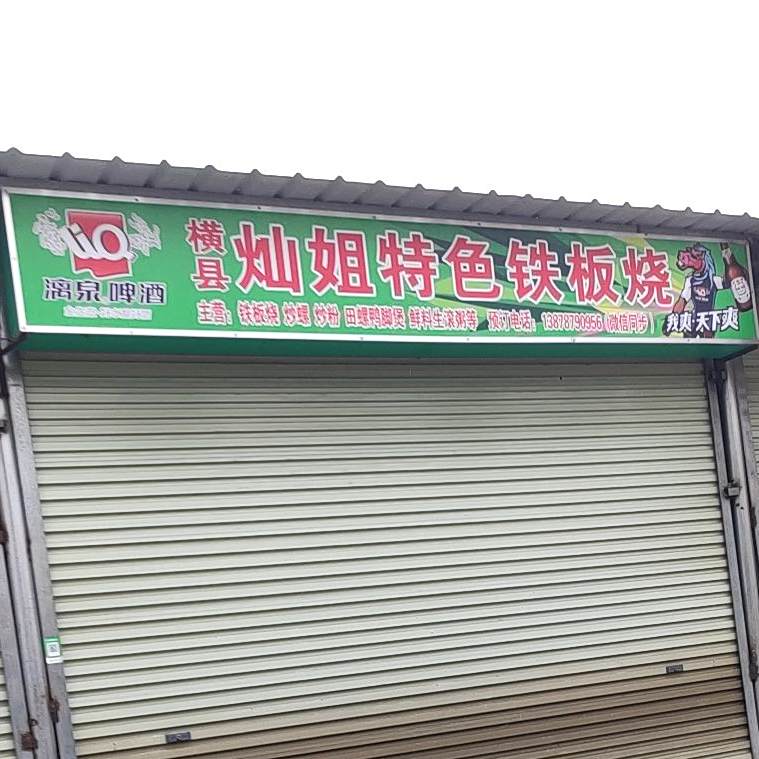 LiQ
漓泉啤酒
横县
灿姐特色铁板烧
主营：铁板烧 炒螺 炒粉 田螺鸭脚煲 鲜料生滚粥等 预订电话：13878790956（微信同步）
我爽·天下爽